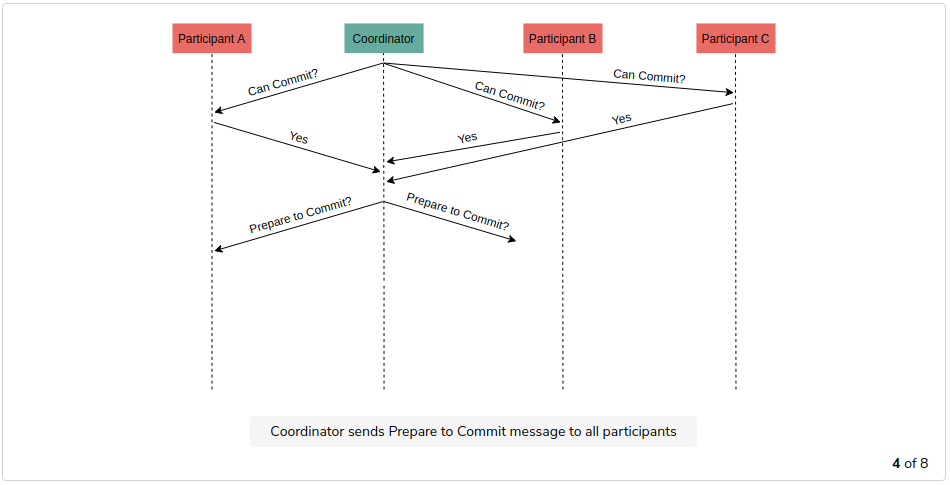 Participant A
Coordinator
Participant B
Participant C
Can Commit?
Can Commit?
Can Commit?
Yes
Yes
Yes
Prepare to Commit?
Prepare to Commit?
Coordinator sends Prepare to Commit message to all participants
4 of 8